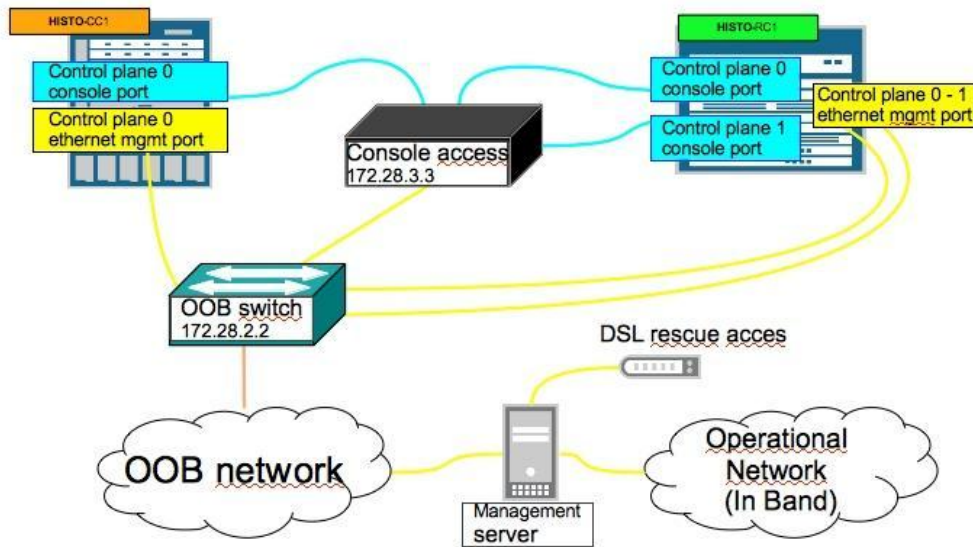 HISTO-CC1
HISTO-RC1
Control plane 0
console port
Control plane 0
ethernet mgmt port
Console access
172.28.3.3
Control plane 0
console port
Control plane 1
console port
Control plane 0 - 1
ethernet mgmt port
OOB switch
172.28.2.2
DSL rescue acces
OOB network
Management
server
Operational
Network
(In Band)